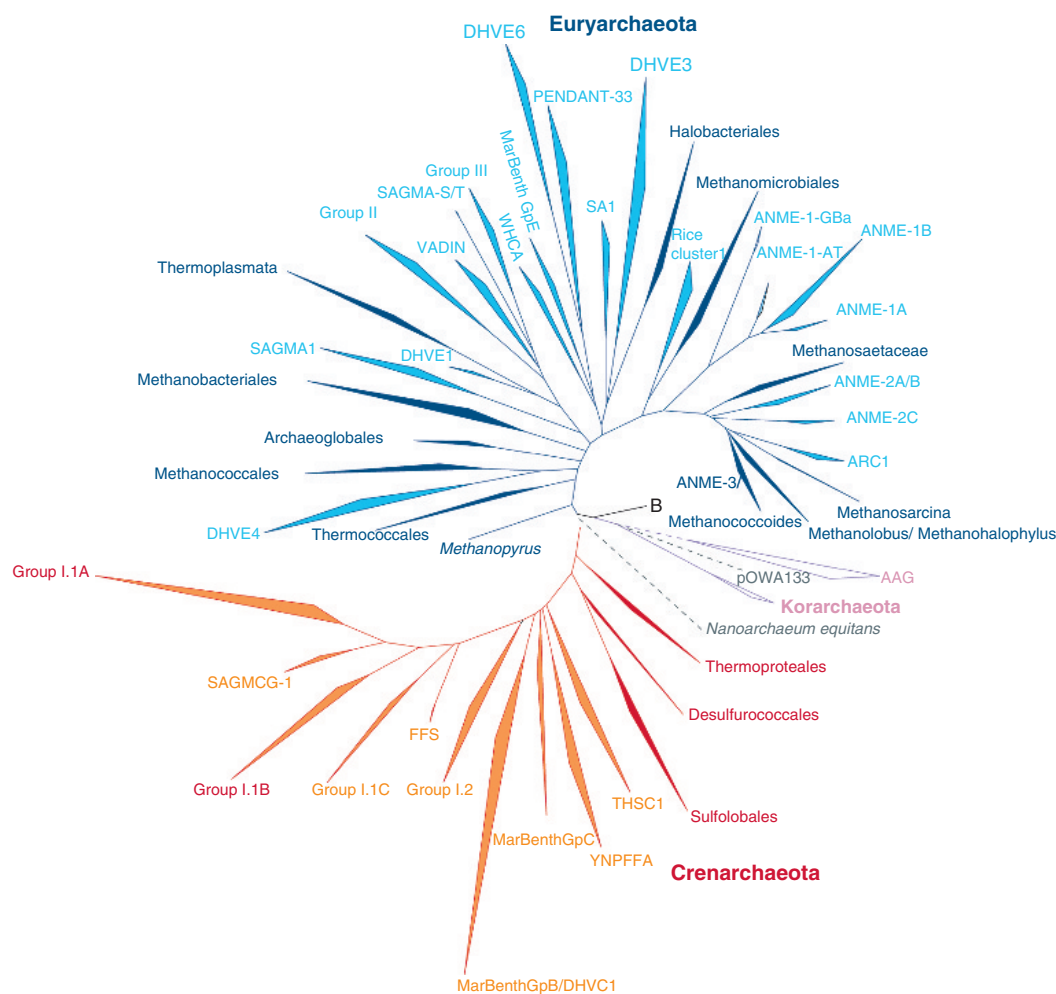 Euryarchaeota
DHVE6
DHVE3
PENDANT-33
Halobacteriales
MarBenth GpE
Group III
Methanomicrobiales
SAGMA-S/T
Group II
SA1
ANME-1-GBa
ANME-1B
Rice
cluster1
VADIN
WHCA
ANME-1-AT
Thermoplasmata
ANME-1A
SAGMA1
DHVE1
Methanosaetaceae
Methanobacteriales
ANME-2A/B
ANME-2C
Archaeoglobales
ARC1
Methanococcales
ANME-3/
B
Methanosarcina
Methanococcoides
DHVE4
Thermococcales
Methanolobus/ Methanohalophylus
Methanopyrus
Group I.1A
pOWA133
AAG
Korarchaeota
Nanoarchaeum equitans
Thermoproteales
SAGMCG-1
Desulfurococcales
FFS
Group I.1B
Group I.1C
Group I.2
THSC1
Sulfolobales
MarBenthGpC
YNPFFA
Crenarchaeota
MarBenthGpB/DHVC1